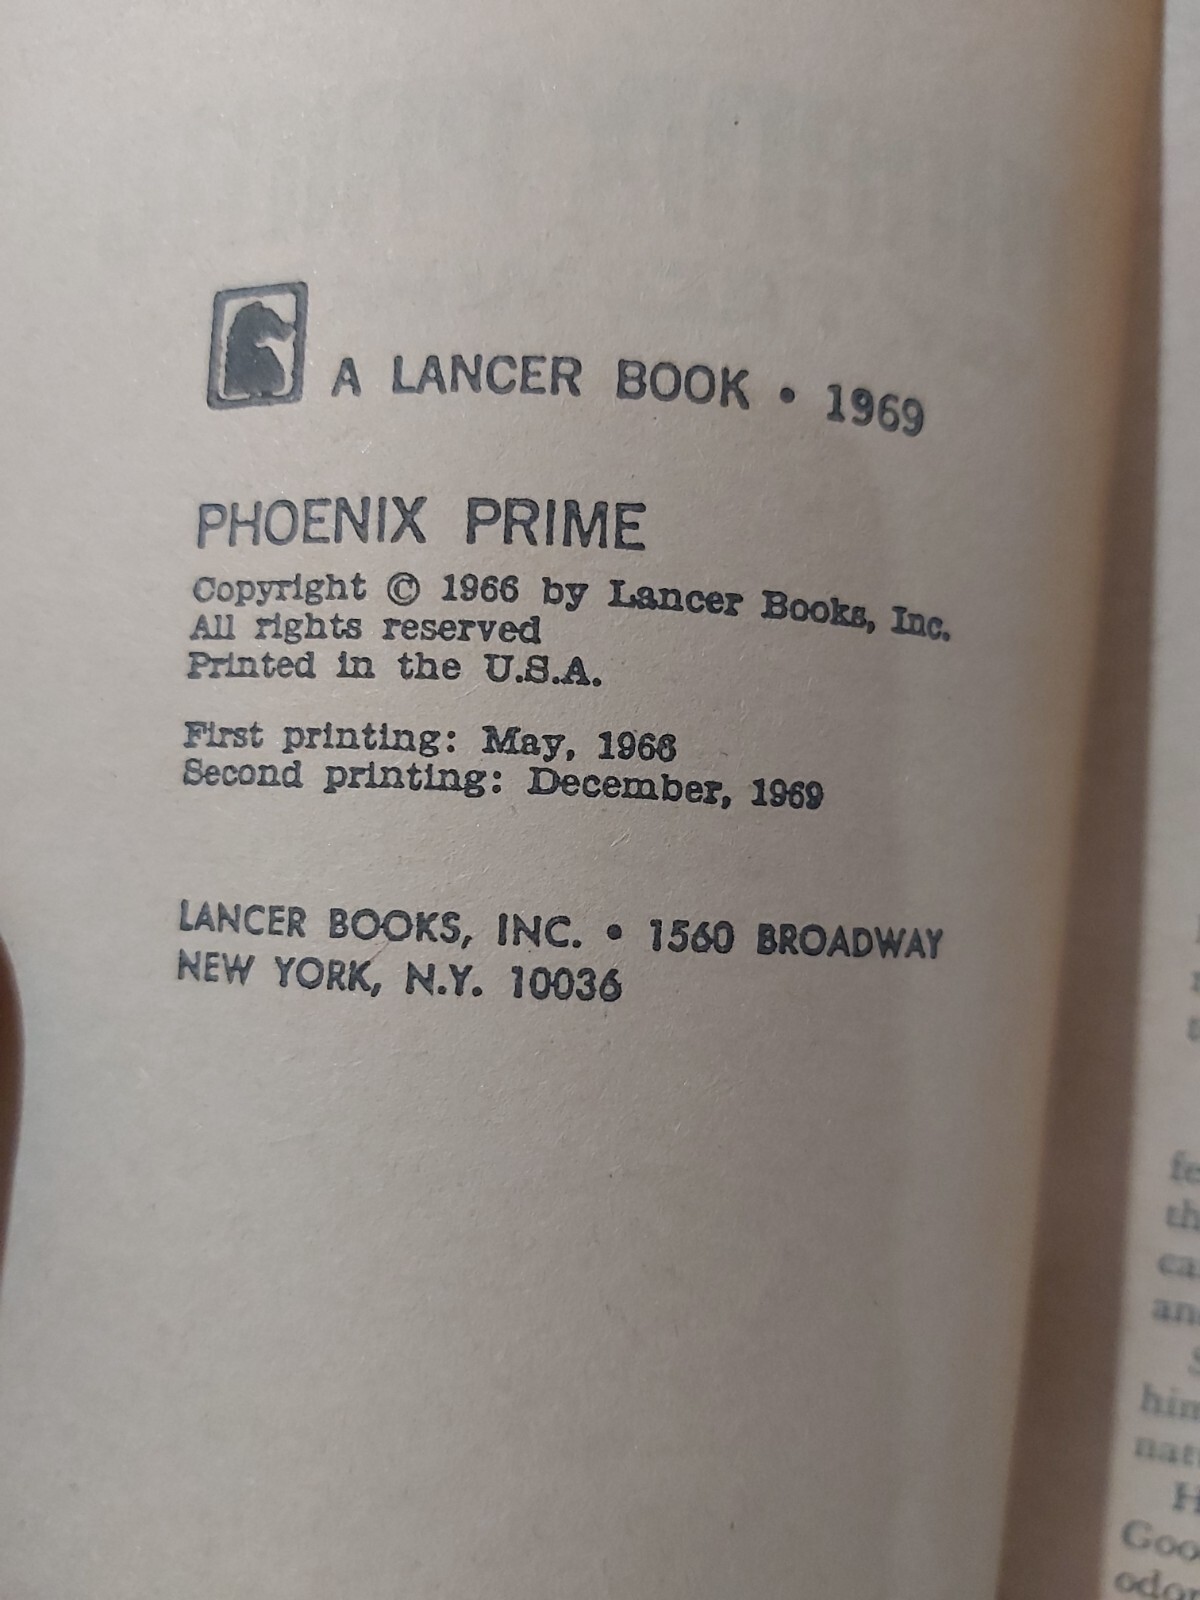 A LANCER BOOK • 1969
PHOENIX PRIME
Copyright © 1966 by Lancer Books, Inc.
All rights reserved
Printed in the U.S.A.
First printing: May, 1966
Second printing: December, 1969
LANCER BOOKS, INC. • 1560 BROADWAY
NEW YORK, N.Y. 10036